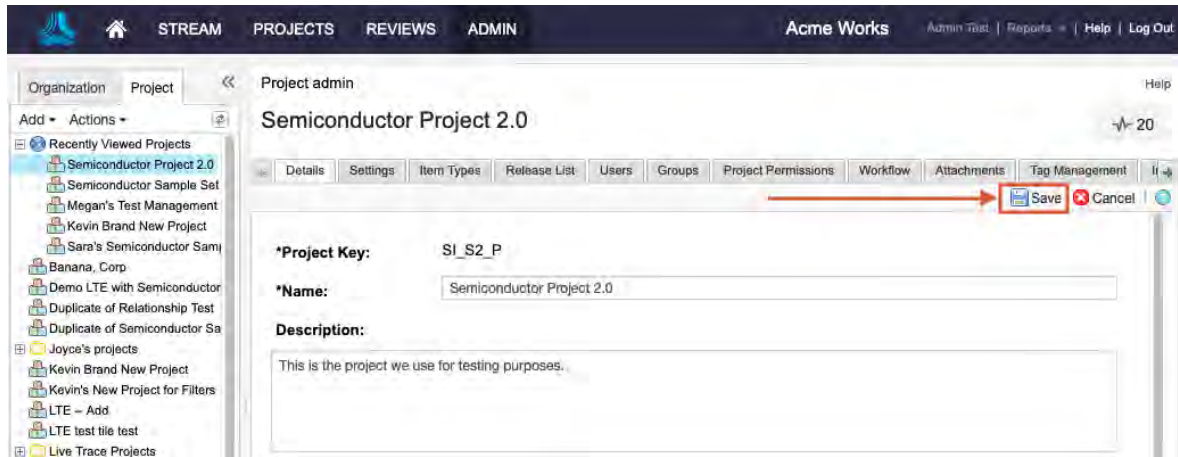 STREAM PROJECTS REVIEWS ADMIN Acme Works Admin Test | Reports | Help | Log Out
Organization Project
Project admin Help
Add Actions
Semiconductor Project 2.0 20
Recently Viewed Projects
Semiconductor Project 2.0
Semiconductor Sample Set
Megan's Test Management
Kevin Brand New Project
Sara's Semiconductor Sam
Banana, Corp
Demo LTE with Semiconductor
Duplicate of Relationship Test
Duplicate of Semiconductor Sa
Joyce's projects
Kevin Brand New Project
Kevin's New Project for Filters
LTE – Add
LTE test tile test
Live Trace Projects
Details Settings Item Types Release List Users Groups Project Permissions Workflow Attachments Tag Management
Save Cancel
*Project Key: SI_S2_P
*Name: Semiconductor Project 2.0
Description:
This is the project we use for testing purposes.